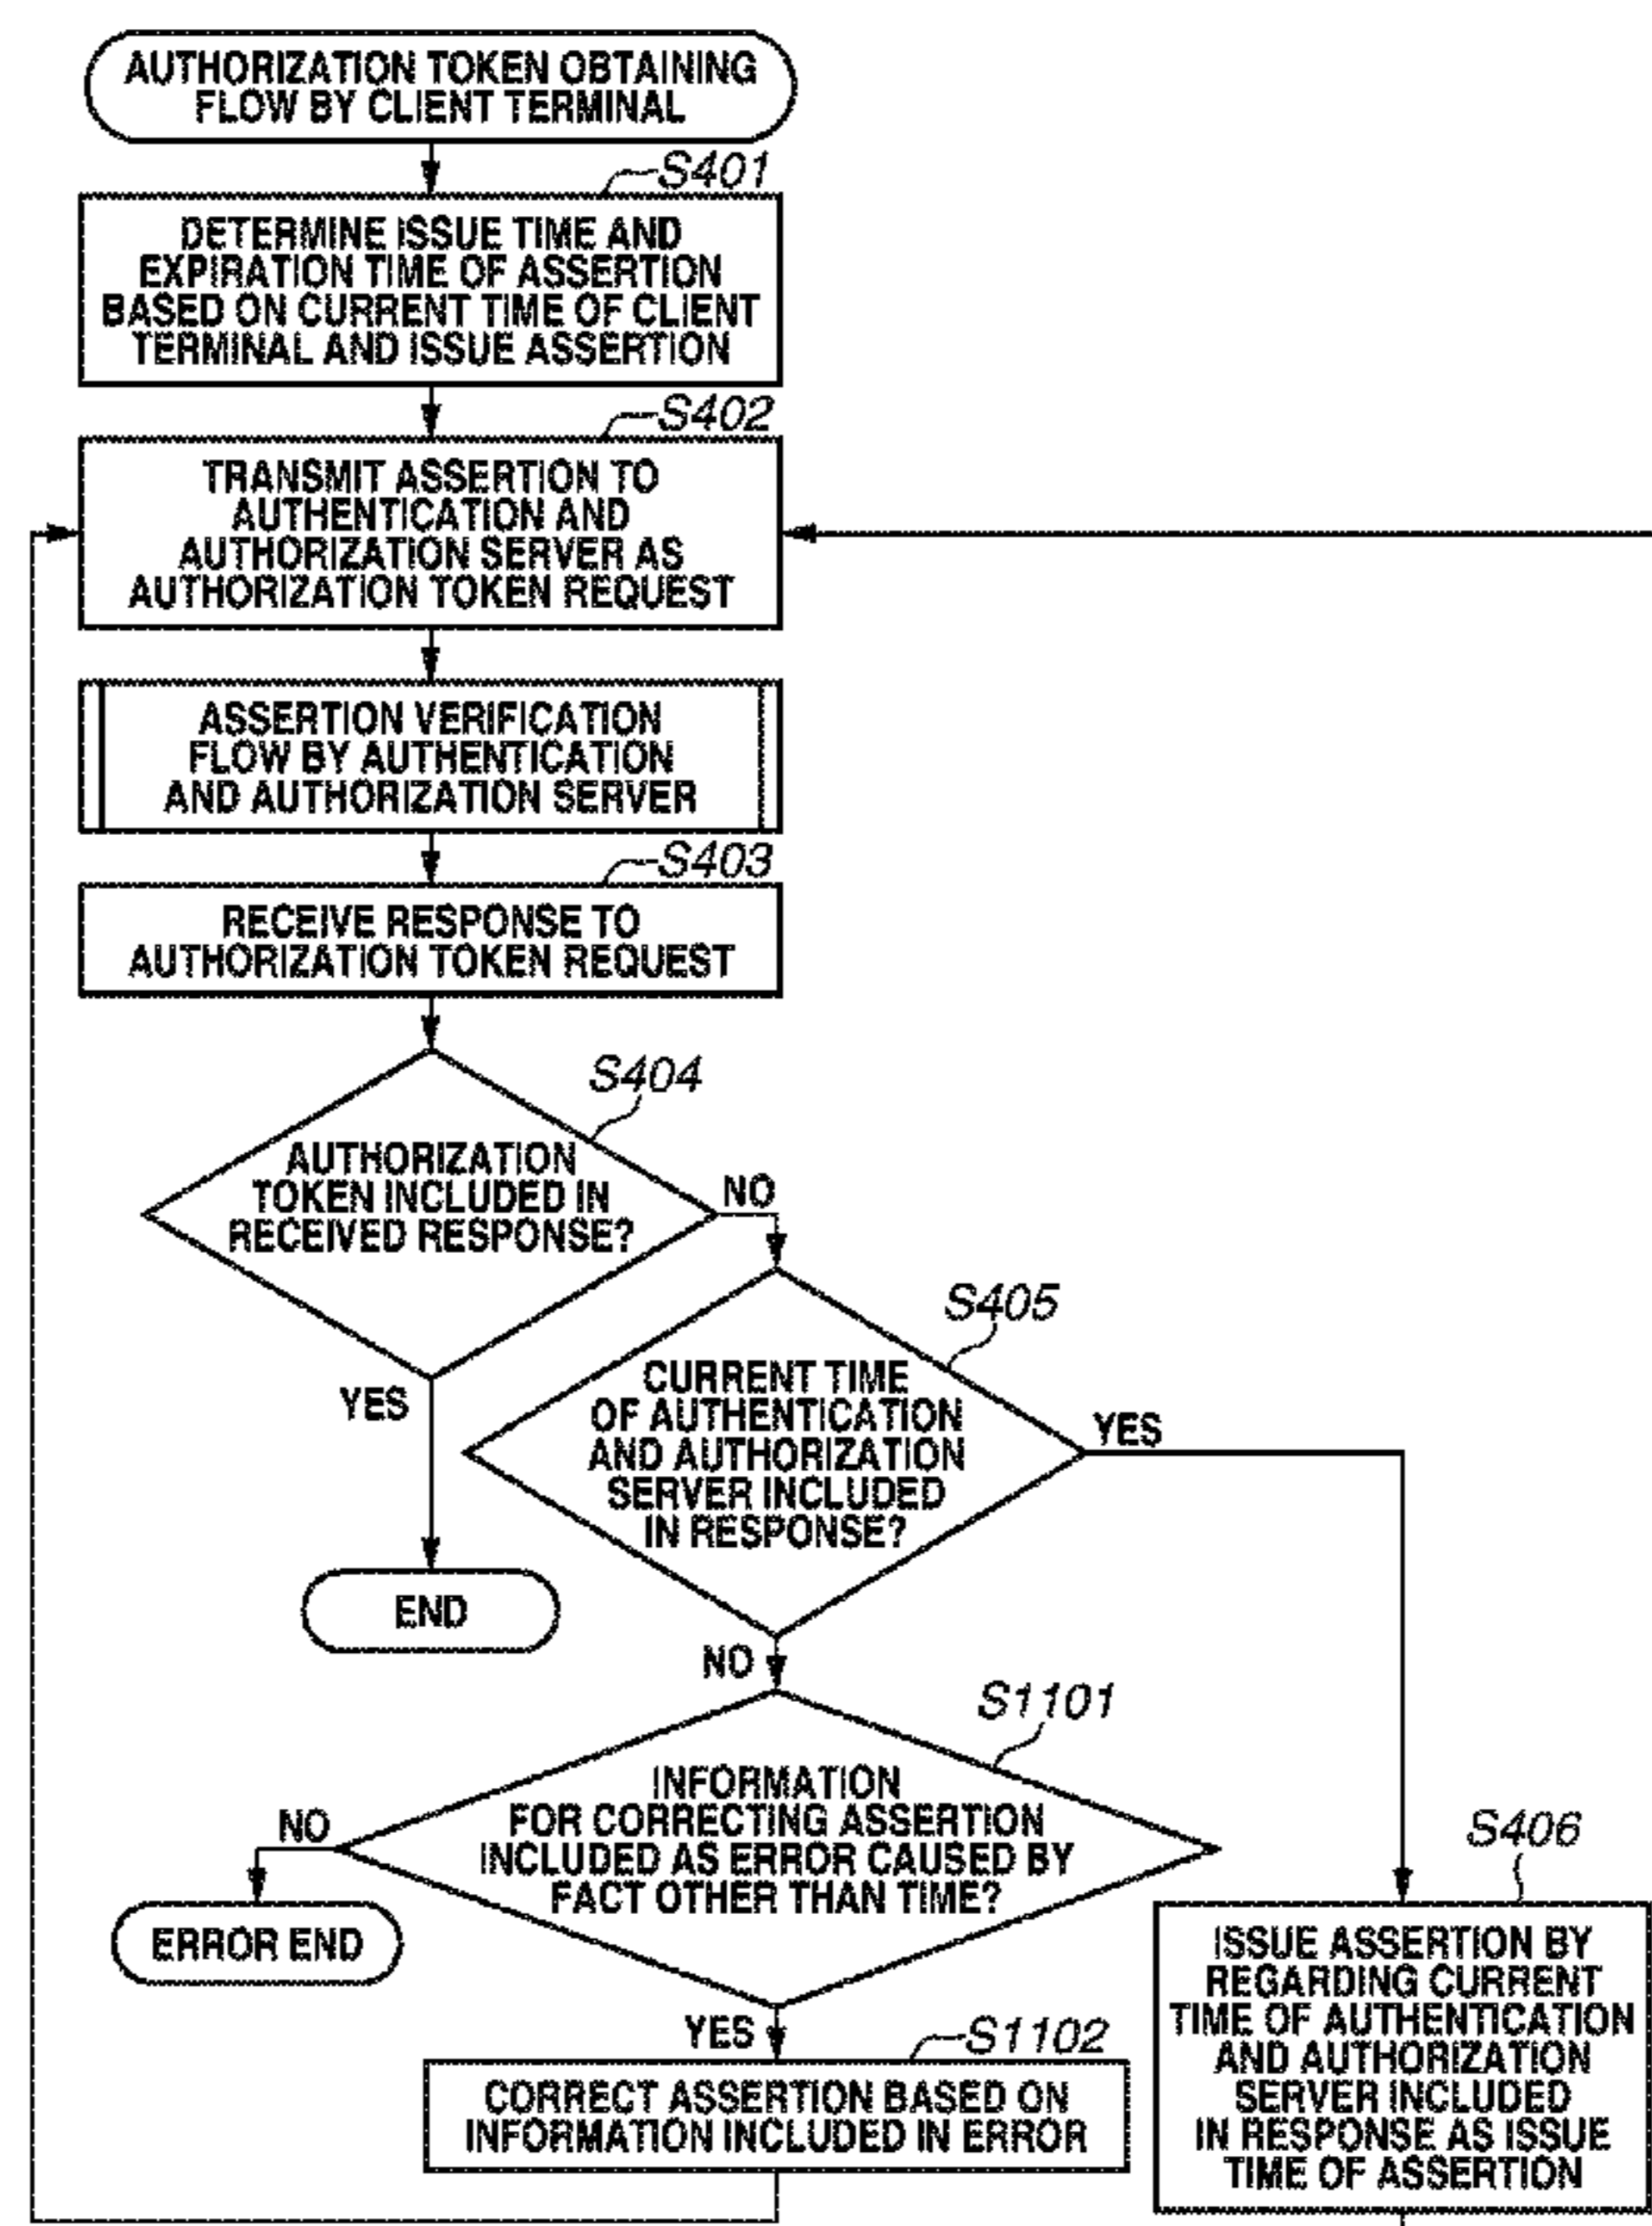 AUTHORIZATION TOKEN OBTAINING
FLOW BY CLIENT TERMINAL
S401
DETERMINE ISSUE TIME AND
EXPIRATION TIME OF ASSERTION
BASED ON CURRENT TIME OF CLIENT
TERMINAL AND ISSUE ASSERTION
S402
TRANSMIT ASSERTION TO
AUTHENTICATION AND
AUTHORIZATION SERVER AS
AUTHORIZATION TOKEN REQUEST
ASSERTION VERIFICATION
FLOW BY AUTHENTICATION
AND AUTHORIZATION SERVER
S403
RECEIVE RESPONSE TO
AUTHORIZATION TOKEN REQUEST
S404
AUTHORIZATION
TOKEN INCLUDED IN
RECEIVED RESPONSE?
NO
YES
END
S405
CURRENT TIME
OF AUTHENTICATION
AND AUTHORIZATION
SERVER INCLUDED
IN RESPONSE?
YES
NO
S1101
INFORMATION
FOR CORRECTING ASSERTION
INCLUDED AS ERROR CAUSED BY
FACT OTHER THAN TIME?
NO
ERROR END
YES
S1102
CORRECT ASSERTION BASED ON
INFORMATION INCLUDED IN ERROR
S406
ISSUE ASSERTION BY
REGARDING CURRENT
TIME OF AUTHENTICATION
AND AUTHORIZATION
SERVER INCLUDED
IN RESPONSE AS ISSUE
TIME OF ASSERTION